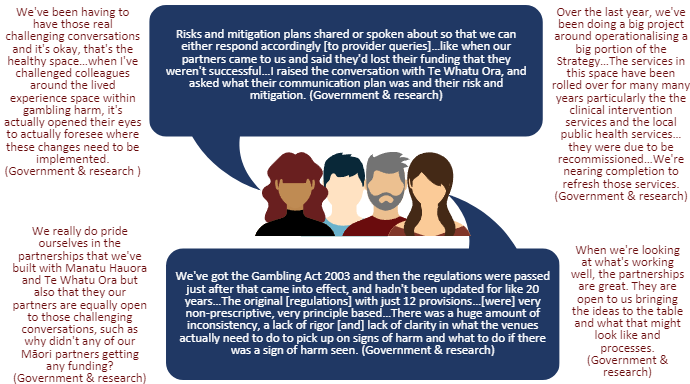 We've been having to
have those real
challenging conversations
and it's okay, that's the
healthy space...when I've
challenged colleagues
around the lived
experience space within
gambling harm, it's
actually opened their eyes
to actually foresee where
these changes need to be
implemented.
(Government & research )
Risks and mitigation plans shared or spoken about so that we can
either respond accordingly [to provider queries]...like when our
partners came to us and said they'd lost their funding that they
weren't successful...I raised the conversation with Te Whatu Ora, and
asked what their communication plan was and their risk and
mitigation. (Government & research)
Over the last year, we've
been doing a big project
around operationalising a
big portion of the
Strategy...The services in
this space have been
rolled over for many many
years particularly the the
clinical intervention
services and the local
public health services...
they were due to be
recommissioned...We're
nearing completion to
refresh those services.
(Government & research)
We really do pride
ourselves in the
partnerships that we've
built with Manatu Hauora
and Te Whatu Ora but
also that they our
partners are equally open
to those challenging
conversations, such as
why didn't any of our
Māori partners getting
any funding?
(Government & research)
We've got the Gambling Act 2003 and then the regulations were passed
just after that came into effect, and hadn't been updated for like 20
years...The original [regulations] with just 12 provisions...[were] very
non-prescriptive, very principle based...There was a huge amount of
inconsistency, a lack of rigor [and] lack of clarity in what the venues
actually need to do to pick up on signs of harm and what to do if there
was a sign of harm seen. (Government & research)
When we're looking
at what's working
well, the partnerships
are great. They are
open to us bringing
the ideas to the table
and what that might
look like and
processes.
(Government &
research)